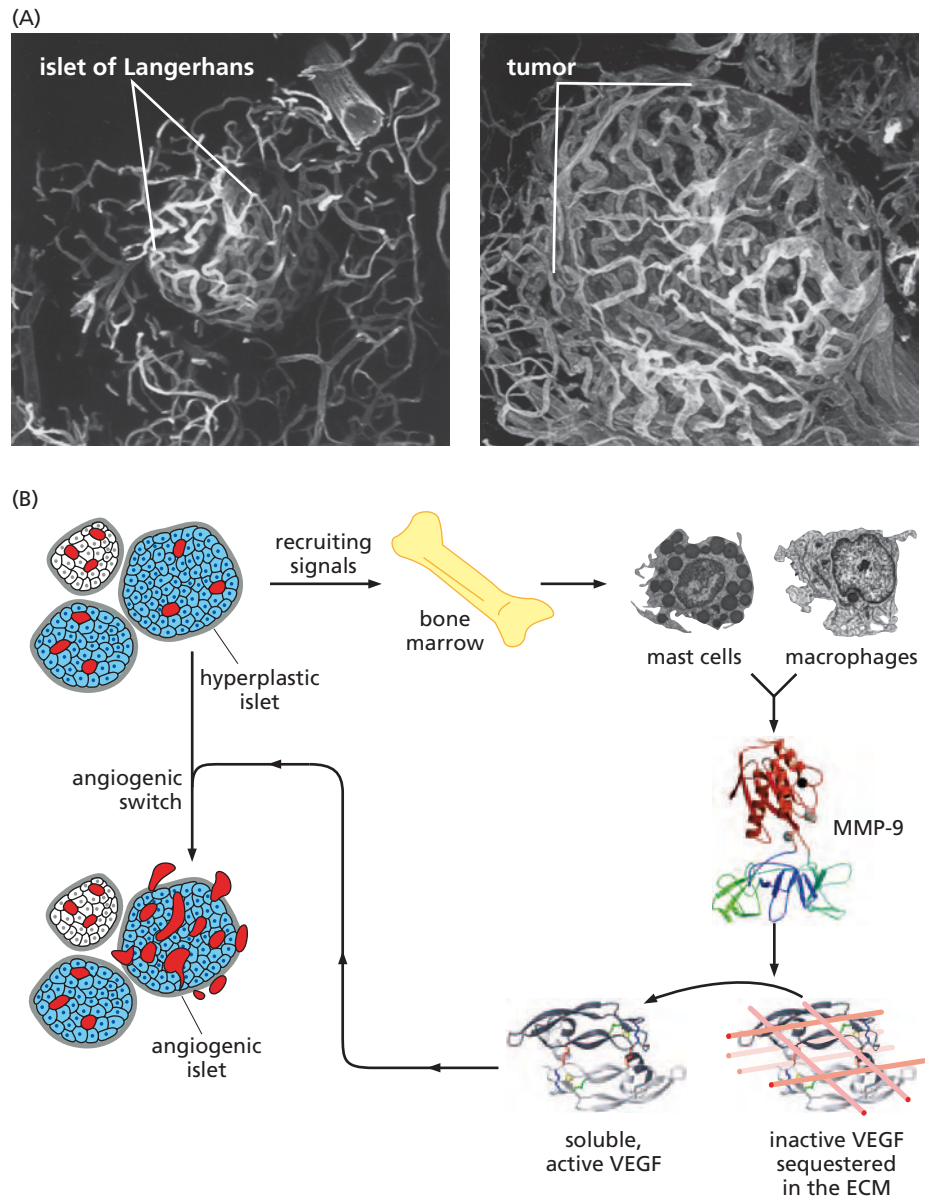 (A)
islet of Langerhans
tumor
(B)
recruiting
signals
bone
marrow
mast cells
macrophages
hyperplastic
islet
angiogenic
switch
MMP-9
angiogenic
islet
soluble,
active VEGF
inactive VEGF
sequestered
in the ECM